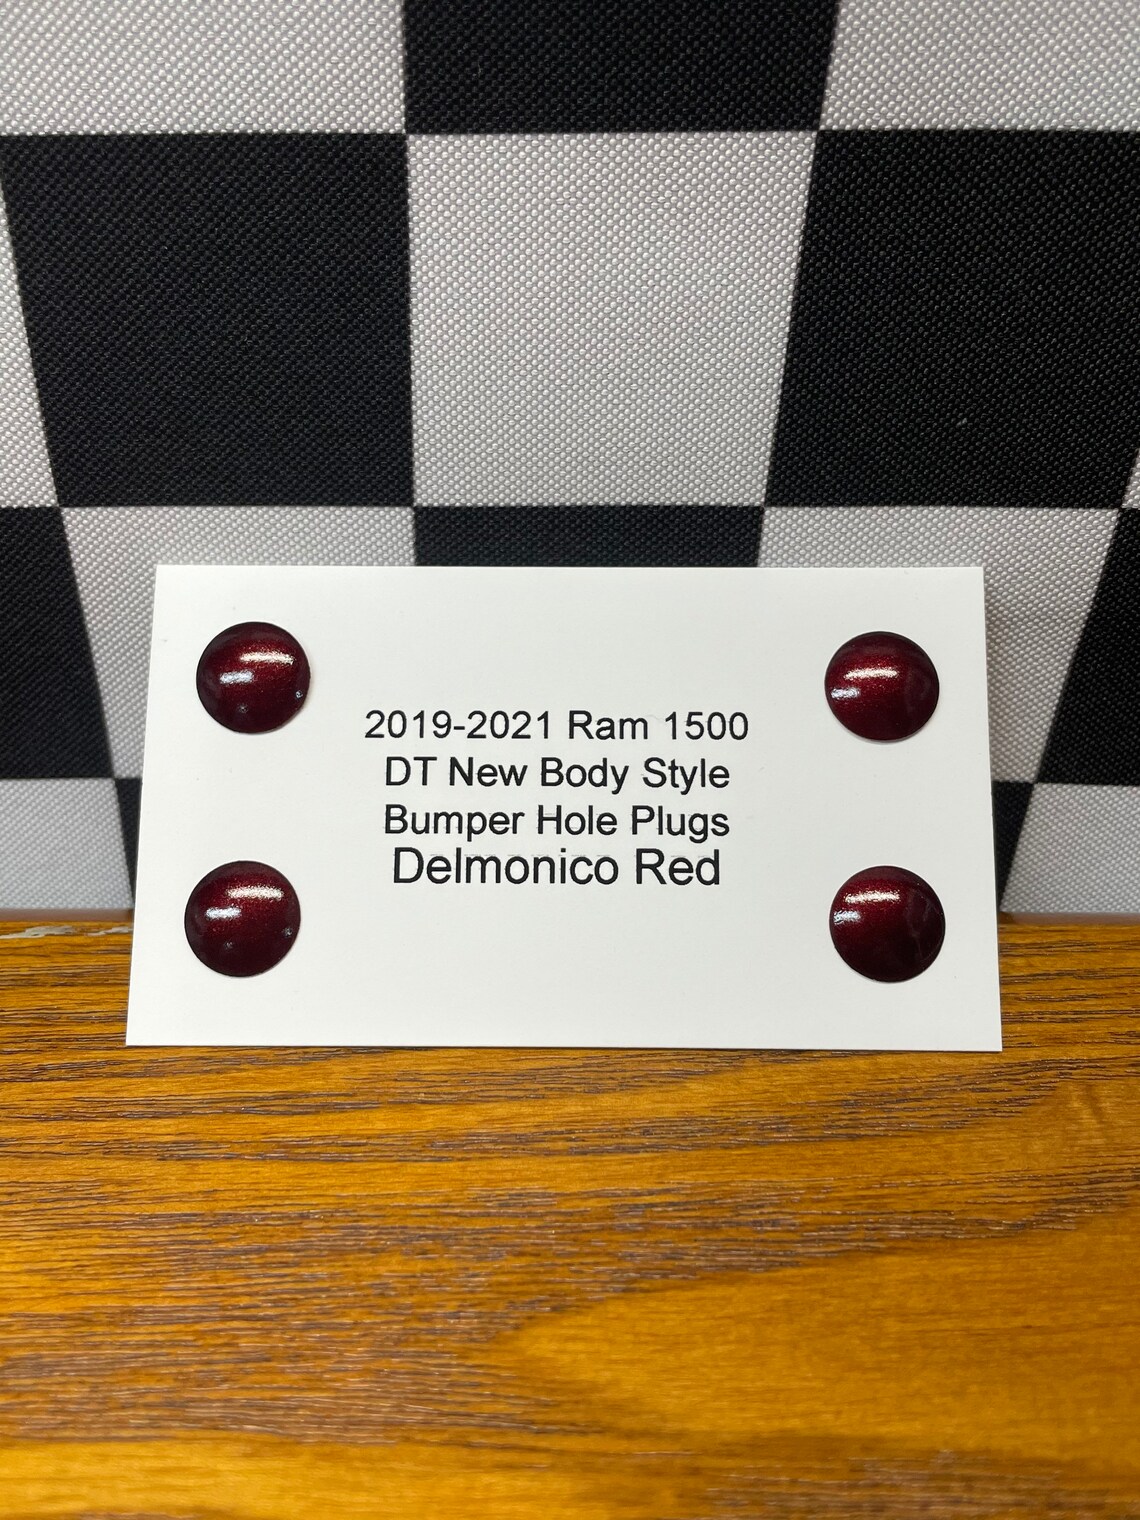 2019-2021 Ram 1500
DT New Body Style
Bumper Hole Plugs
Delmonico Red